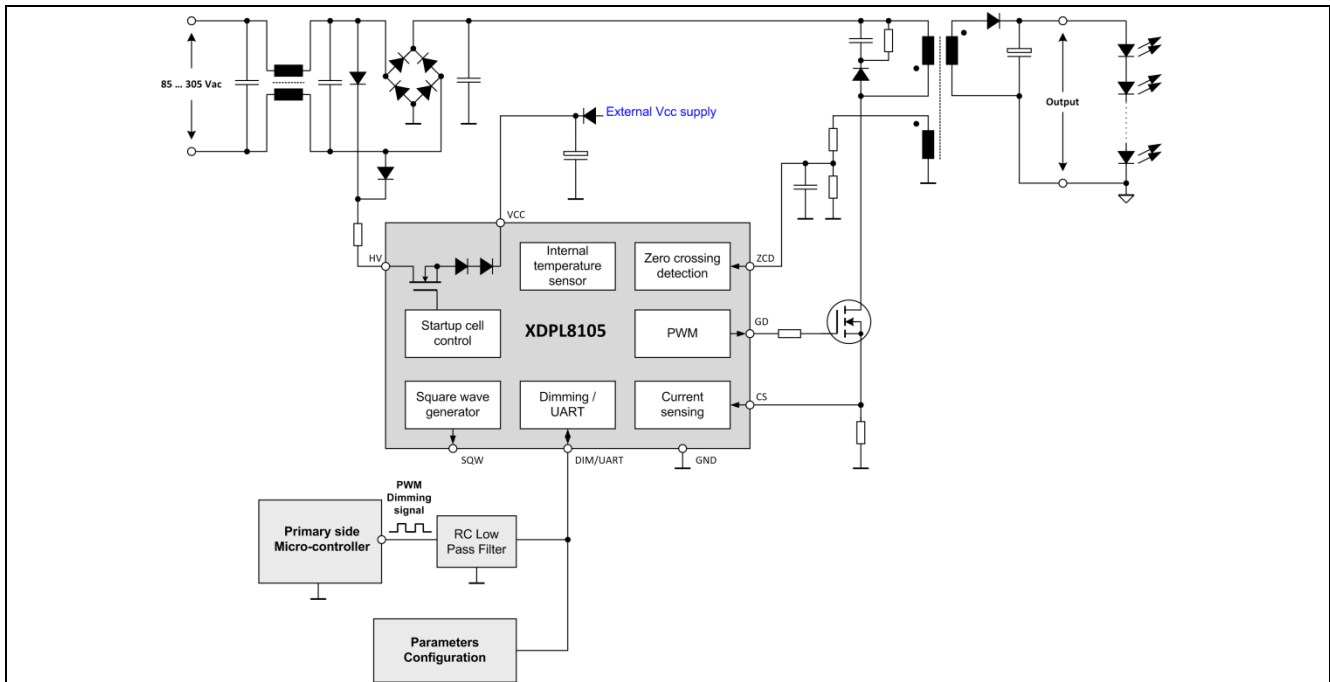 85 ... 305 Vac
External Vcc supply
Output
VCC
HV
Internal
temperature
sensor
Zero crossing
detection
ZCD
Startup cell
control
XDPL8105
PWM
GD
Square wave
generator
Dimming /
UART
Current
sensing
CS
SQW
DIM/UART
GND
PWM
Dimming
signal
Primary side
Micro-controller
RC Low
Pass Filter
Parameters
Configuration